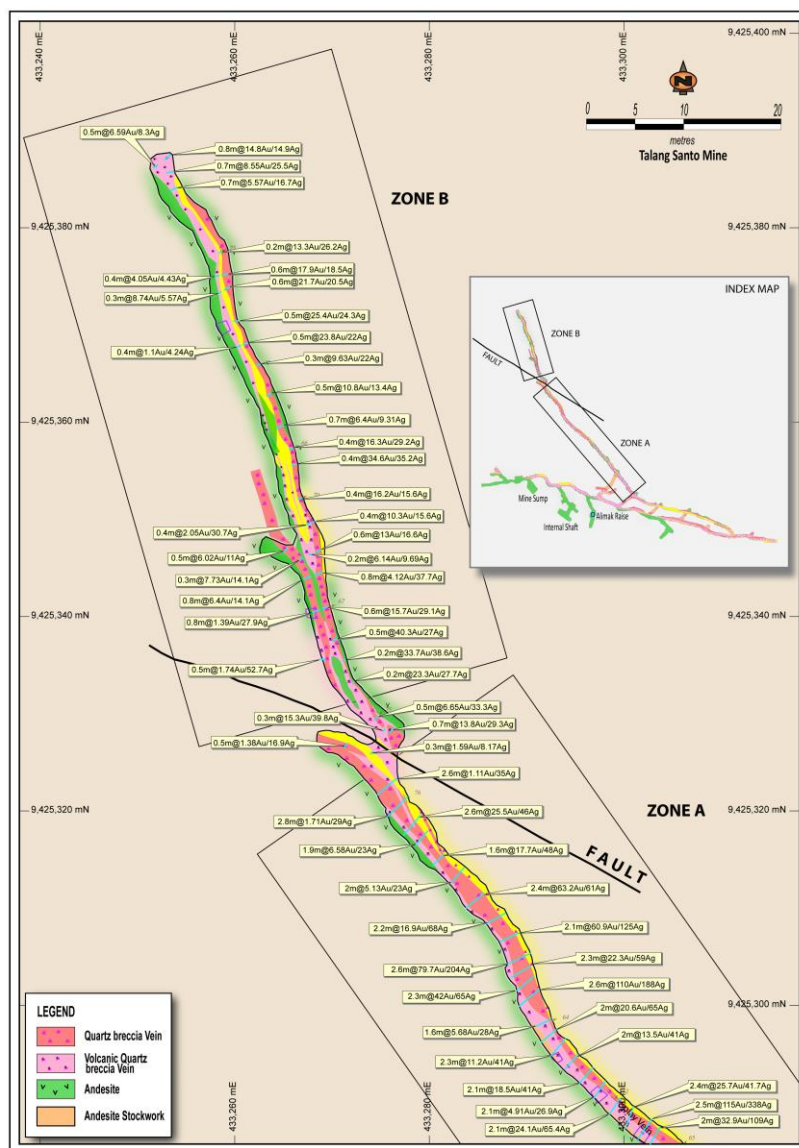 433,240 mE
433,260 mE
433,280 mE
433,300 mE
9,425,400 mN
N
0 5 10 20
metres
Talang Santo Mine
0.5m@6.59Au/8.3Ag
0.8m@14.8Au/14.9Ag
0.7m@8.55Au/25.5Ag
0.7m@5.57Au/16.7Ag
ZONE B
9,425,380 mN
9,425,380 mN
0.2m@13.3Au/26.2Ag
0.6m@17.9Au/18.5Ag
0.4m@4.05Au/4.43Ag
0.6m@21.7Au/20.5Ag
0.3m@8.74Au/5.57Ag
0.5m@25.4Au/24.3Ag
0.5m@23.8Au/22Ag
0.4m@1.1Au/4.24Ag
0.3m@9.63Au/22Ag
0.5m@10.8Au/13.4Ag
0.7m@6.4Au/9.31Ag
9,425,360 mN
9,425,360 mN
0.4m@16.3Au/29.2Ag
0.4m@34.6Au/35.2Ag
0.4m@16.2Au/15.6Ag
0.4m@10.3Au/15.6Ag
0.4m@2.05Au/30.7Ag
0.6m@13Au/16.6Ag
0.5m@6.02Au/11Ag
0.2m@6.14Au/9.69Ag
0.3m@7.73Au/14.1Ag
0.8m@4.12Au/37.7Ag
0.8m@6.4Au/14.1Ag
0.6m@15.7Au/29.1Ag
0.8m@1.39Au/27.9Ag
9,425,340 mN
9,425,340 mN
0.5m@40.3Au/27Ag
0.2m@33.7Au/38.6Ag
0.5m@1.74Au/52.7Ag
0.2m@23.3Au/27.7Ag
0.5m@6.65Au/33.3Ag
0.3m@15.3Au/39.8Ag
0.7m@13.8Au/29.3Ag
0.5m@1.38Au/16.9Ag
0.3m@1.59Au/8.17Ag
2.6m@1.11Au/35Ag
9,425,320 mN
9,425,320 mN
ZONE A
2.6m@25.5Au/46Ag
2.8m@1.71Au/29Ag
1.9m@6.58Au/23Ag
1.6m@17.7Au/48Ag
FAULT
2m@5.13Au/23Ag
2.4m@63.2Au/61Ag
2.2m@16.9Au/68Ag
2.1m@60.9Au/125Ag
2.3m@22.3Au/59Ag
2.6m@79.7Au/204Ag
2.6m@110Au/188Ag
2.3m@42Au/65Ag
2m@20.6Au/65Ag
9,425,300 mN
1.6m@5.68Au/28Ag
2m@13.5Au/41Ag
2.3m@11.2Au/41Ag
2.1m@18.5Au/41Ag
2.4m@25.7Au/41.7Ag
2.1m@4.91Au/26.9Ag
2.5m@115Au/338Ag
2.1m@24.1Au/65.4Ag
2m@32.9Au/109Ag
Vein
433,260 mE
433,280 mE
INDEX MAP
ZONE B
FAULT
ZONE A
Mine Sump
Internal Shaft
Alimak Raise
LEGEND
Quartz breccia Vein
Volcanic Quartz
breccia Vein
Andesite
Andesite Stockwork